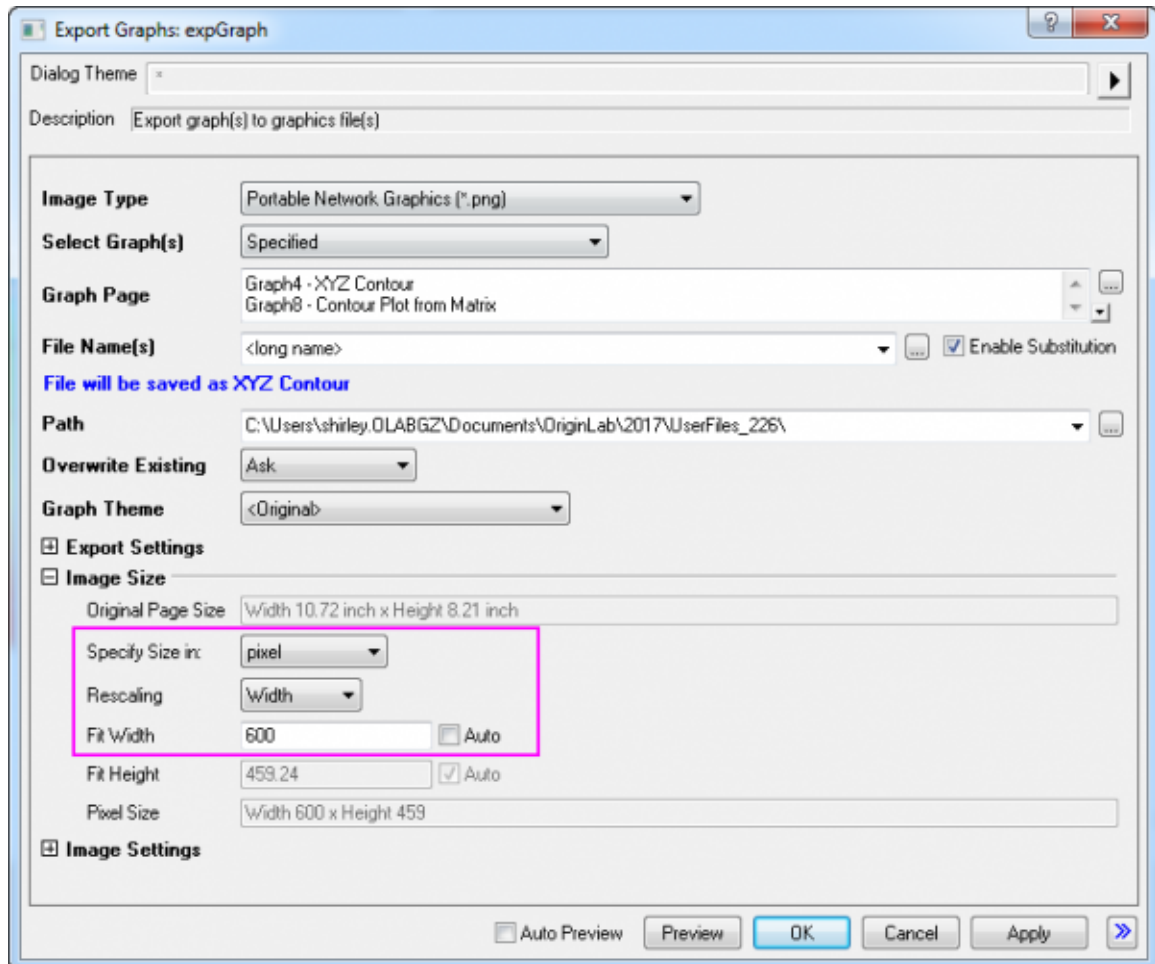 Export Graphs: expGraph
Dialog Theme *
Description Export graph(s) to graphics file(s)
Image Type Portable Network Graphics (*.png)
Select Graph(s) Specified
Graph Page Graph4 - XYZ Contour
Graph8 - Contour Plot from Matrix
File Name(s) <long name> ... Enable Substitution
File will be saved as XYZ Contour
Path C:\Users\shirley.OLABGZ\Documents\OriginLab\2017\UserFiles_226\ ...
Overwrite Existing Ask
Graph Theme <Original>
Export Settings
Image Size
Original Page Size Width 10.72 inch x Height 8.21 inch
Specify Size in: pixel
Rescaling Width
Fit Width 600 Auto
Fit Height 459.24 Auto
Pixel Size Width 600 x Height 459
Image Settings
Auto Preview Preview OK Cancel Apply